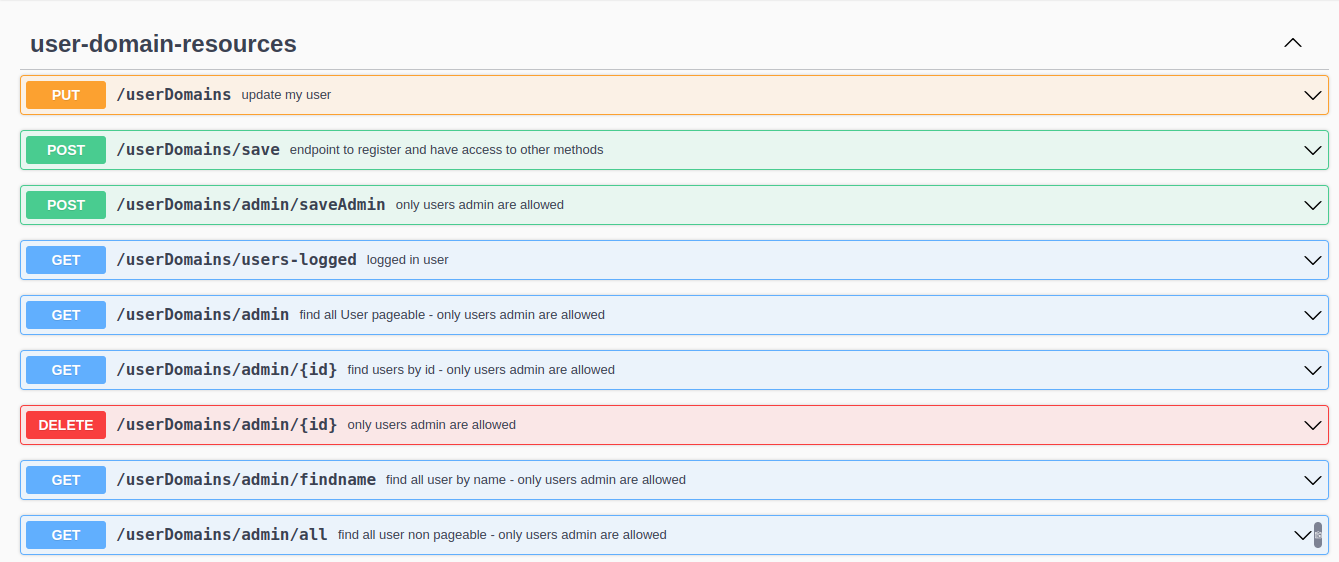 user-domain-resources
PUT /userDomains update my user
POST /userDomains/save endpoint to register and have access to other methods
POST /userDomains/admin/saveAdmin only users admin are allowed
GET /userDomains/users-logged logged in user
GET /userDomains/admin find all User pageable - only users admin are allowed
GET /userDomains/admin/{id} find users by id - only users admin are allowed
DELETE /userDomains/admin/{id} only users admin are allowed
GET /userDomains/admin/findname find all user by name - only users admin are allowed
GET /userDomains/admin/all find all user non pageable - only users admin are allowed